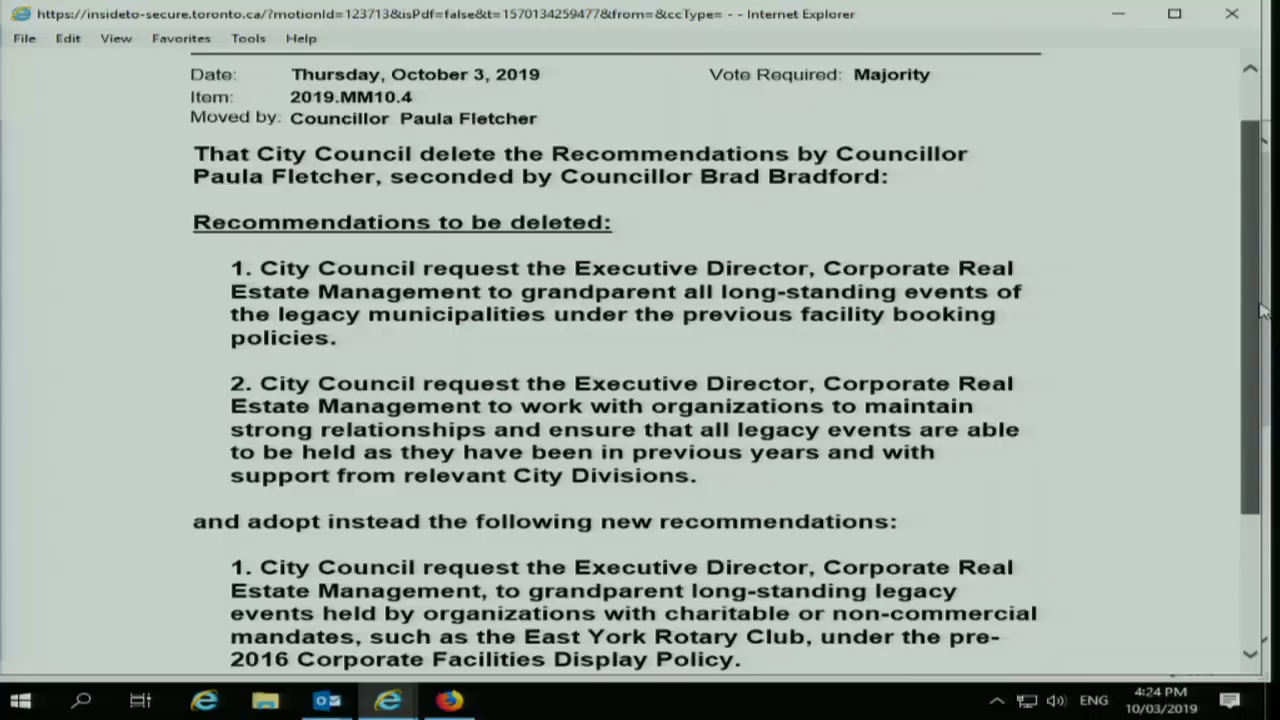 https://insideto-secure.toronto.ca/?motionId=123713&isPdf=false&t=1570134259477&from=&ccType= - - Internet Explorer
File Edit View Favorites Tools Help
Date: Thursday, October 3, 2019 Vote Required: Majority
Item: 2019.MM10.4
Moved by: Councillor Paula Fletcher
That City Council delete the Recommendations by Councillor
Paula Fletcher, seconded by Councillor Brad Bradford:
Recommendations to be deleted:
1. City Council request the Executive Director, Corporate Real
Estate Management to grandparent all long-standing events of
the legacy municipalities under the previous facility booking
policies.
2. City Council request the Executive Director, Corporate Real
Estate Management to work with organizations to maintain
strong relationships and ensure that all legacy events are able
to be held as they have been in previous years and with
support from relevant City Divisions.
and adopt instead the following new recommendations:
1. City Council request the Executive Director, Corporate Real
Estate Management, to grandparent long-standing legacy
events held by organizations with charitable or non-commercial
mandates, such as the East York Rotary Club, under the pre-
2016 Corporate Facilities Display Policy.
ENG
4:24 PM
10/03/2019